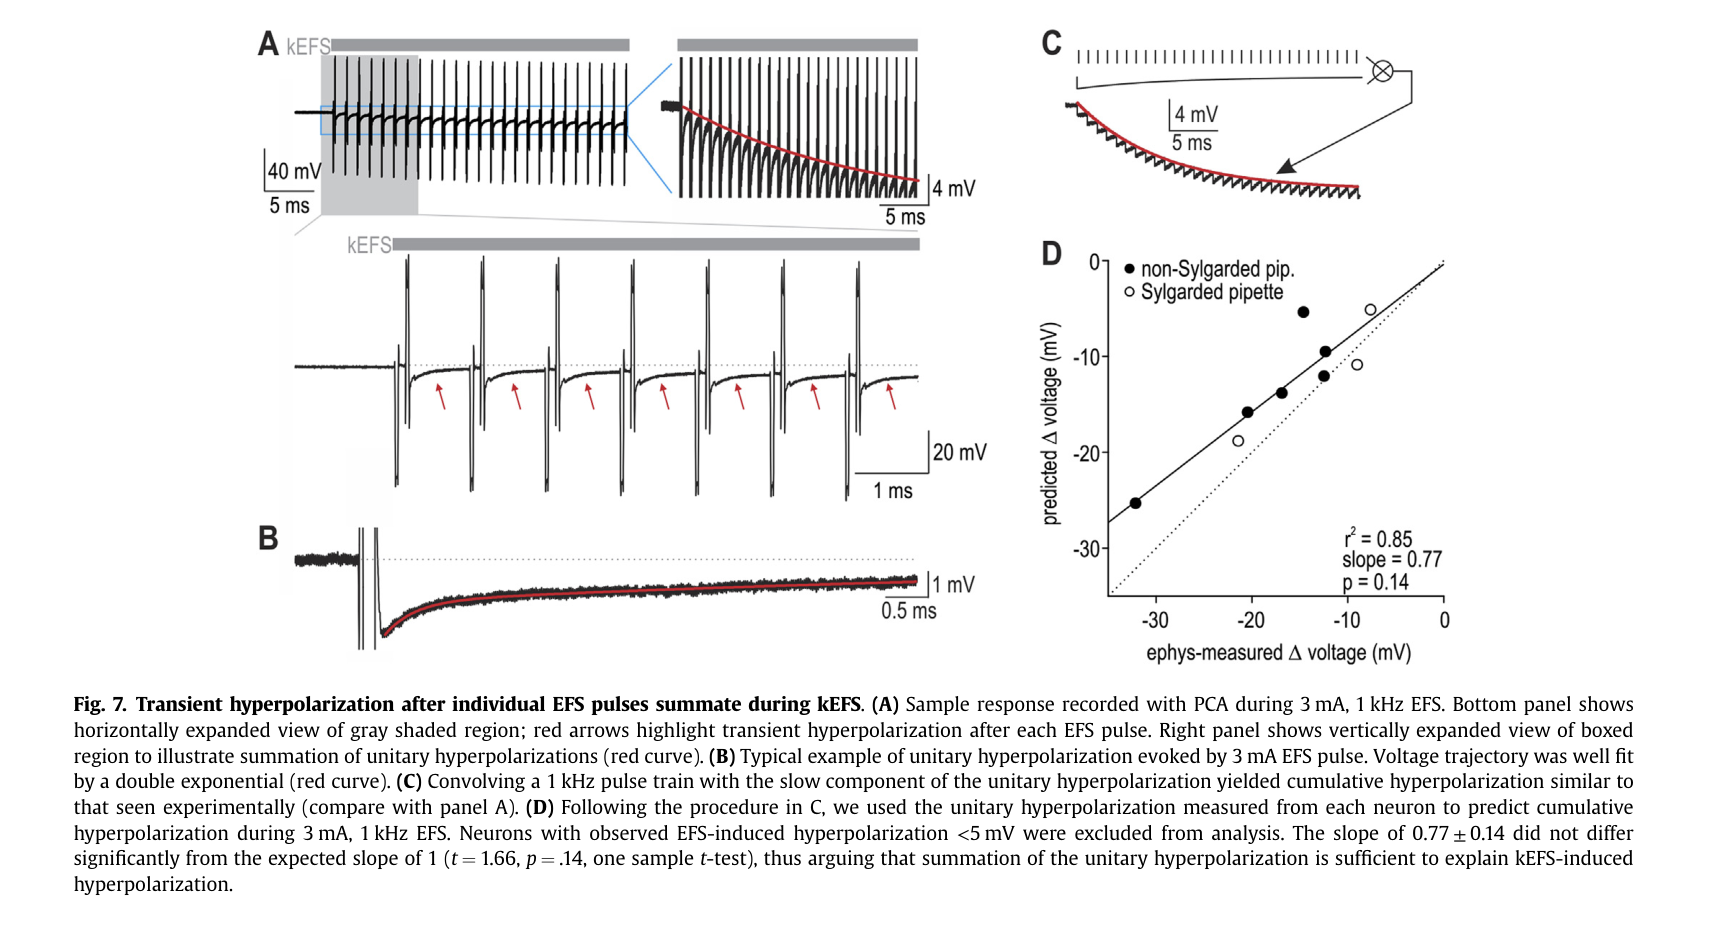 A kEFS
40 mV
5 ms
4 mV
5 ms
kEFS
20 mV
1 ms
B
1 mV
0.5 ms
C
4 mV
5 ms
D
0
non-Sylgarded pip.
Sylgarded pipette
-10
-20
-30
predicted Δ voltage (mV)
r² = 0.85
slope = 0.77
p = 0.14
-30 -20 -10 0
ephys-measured Δ voltage (mV)
Fig. 7. Transient hyperpolarization after individual EFS pulses summate during kEFS. (A) Sample response recorded with PCA during 3 mA, 1 kHz EFS. Bottom panel shows
horizontally expanded view of gray shaded region; red arrows highlight transient hyperpolarization after each EFS pulse. Right panel shows vertically expanded view of boxed
region to illustrate summation of unitary hyperpolarizations (red curve). (B) Typical example of unitary hyperpolarization evoked by 3 mA EFS pulse. Voltage trajectory was well fit
by a double exponential (red curve). (C) Convolving a 1 kHz pulse train with the slow component of the unitary hyperpolarization yielded cumulative hyperpolarization similar to
that seen experimentally (compare with panel A). (D) Following the procedure in C, we used the unitary hyperpolarization measured from each neuron to predict cumulative
hyperpolarization during 3 mA, 1 kHz EFS. Neurons with observed EFS-induced hyperpolarization <5 mV were excluded from analysis. The slope of 0.77 ± 0.14 did not differ
significantly from the expected slope of 1 (t = 1.66, p = .14, one sample t-test), thus arguing that summation of the unitary hyperpolarization is sufficient to explain kEFS-induced
hyperpolarization.